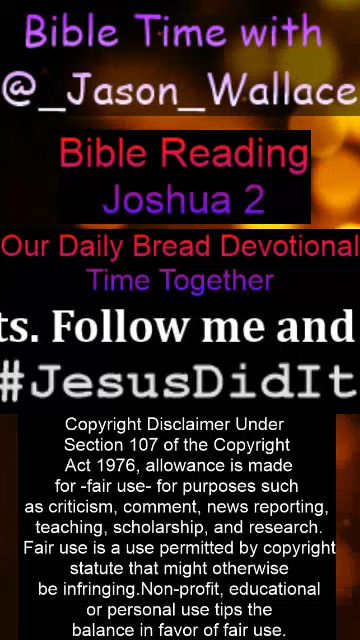 Bible Time with
@_Jason_Wallace
Bible Reading
Joshua 2
Our Daily Bread Devotional
Time Together
ts. Follow me and
#JesusDidIt
Copyright Disclaimer Under
Section 107 of the Copyright
Act 1976, allowance is made
for -fair use- for purposes such
as criticism, comment, news reporting,
teaching, scholarship, and research.
Fair use is a use permitted by copyright
statute that might otherwise
be infringing.Non-profit, educational
or personal use tips the
balance in favor of fair use.